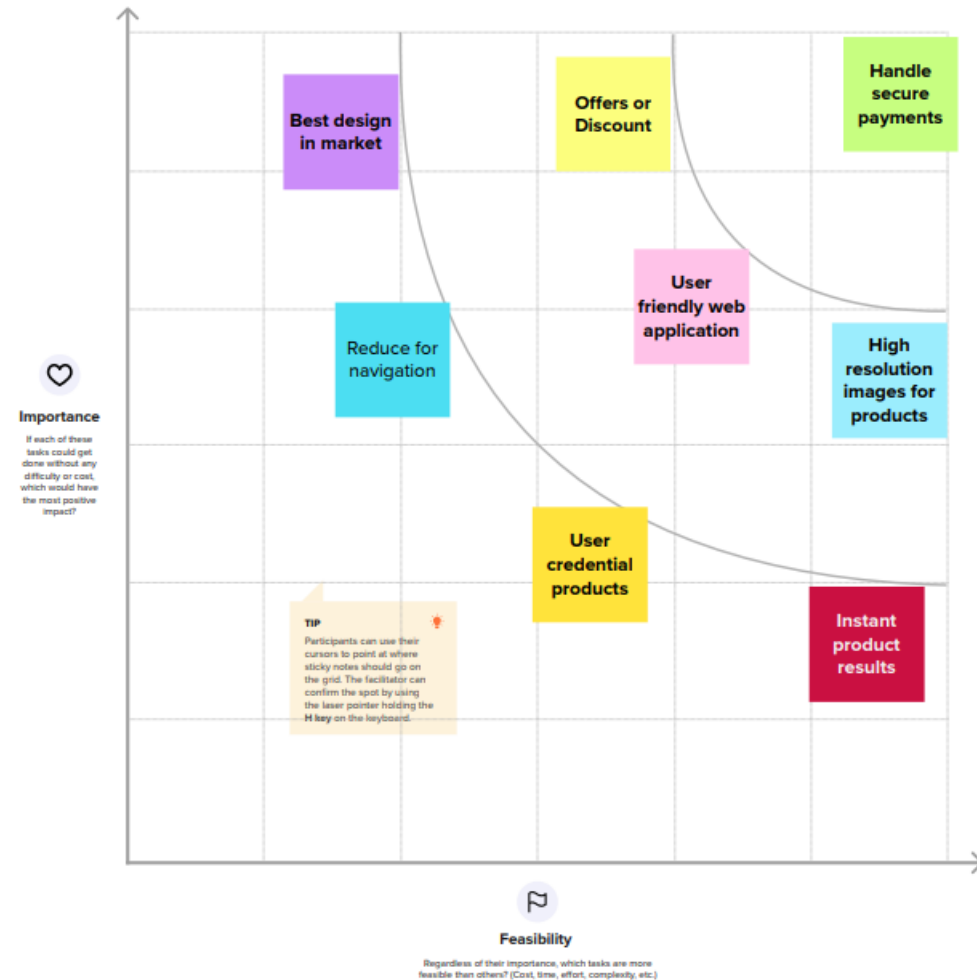 Best design
in market
Offers or
Discount
Handle
secure
payments
User
friendly web
application
Reduce for
navigation
High
resolution
images for
products
Importance
If each of these
tasks could get
done without any
difficulty or cost,
which would have
the most positive
impact?
User
credential
products
Instant
product
results
TIP
Participants can use their
cursors to point at where
sticky notes should go on
the grid. The facilitator can
confirm the spot by using
the laser pointer holding the
H key on the keyboard.
Feasibility
Regardless of their importance, which tasks are more
feasible than others? (Cost, time, effort, complexity, etc.)